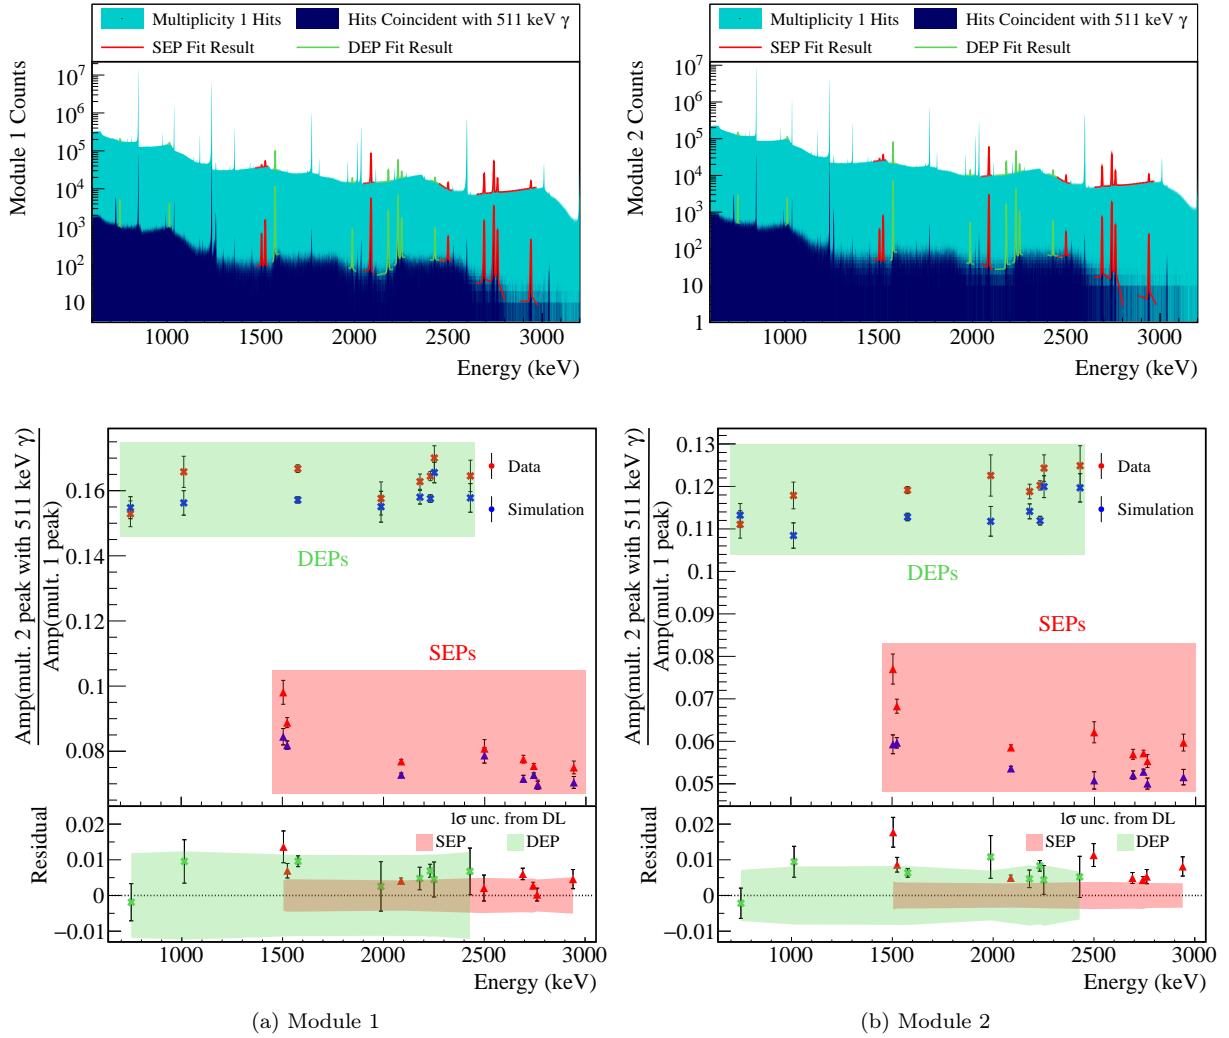 Multiplicity 1 Hits
Hits Coincident with 511 keV γ
SEP Fit Result
DEP Fit Result
Module 1 Counts
10^7
10^6
10^5
10^4
10^3
10^2
10
1000
1500
2000
2500
3000
Energy (keV)
Multiplicity 1 Hits
Hits Coincident with 511 keV γ
SEP Fit Result
DEP Fit Result
Module 2 Counts
10^7
10^6
10^5
10^4
10^3
10^2
10
1
1000
1500
2000
2500
3000
Energy (keV)
Amp(mult. 2 peak with 511 keV γ)
Amp(mult. 1 peak)
0.16
0.14
0.12
0.1
0.08
Data
Simulation
DEPs
SEPs
Residual
0.02
0.01
0
−0.01
1σ unc. from DL
SEP
DEP
1000
1500
2000
2500
3000
Energy (keV)
(a) Module 1
Amp(mult. 2 peak with 511 keV γ)
Amp(mult. 1 peak)
0.13
0.12
0.11
0.1
0.09
0.08
0.07
0.06
0.05
Data
Simulation
DEPs
SEPs
Residual
0.02
0.01
0
−0.01
1σ unc. from DL
SEP
DEP
1000
1500
2000
2500
3000
Energy (keV)
(b) Module 2